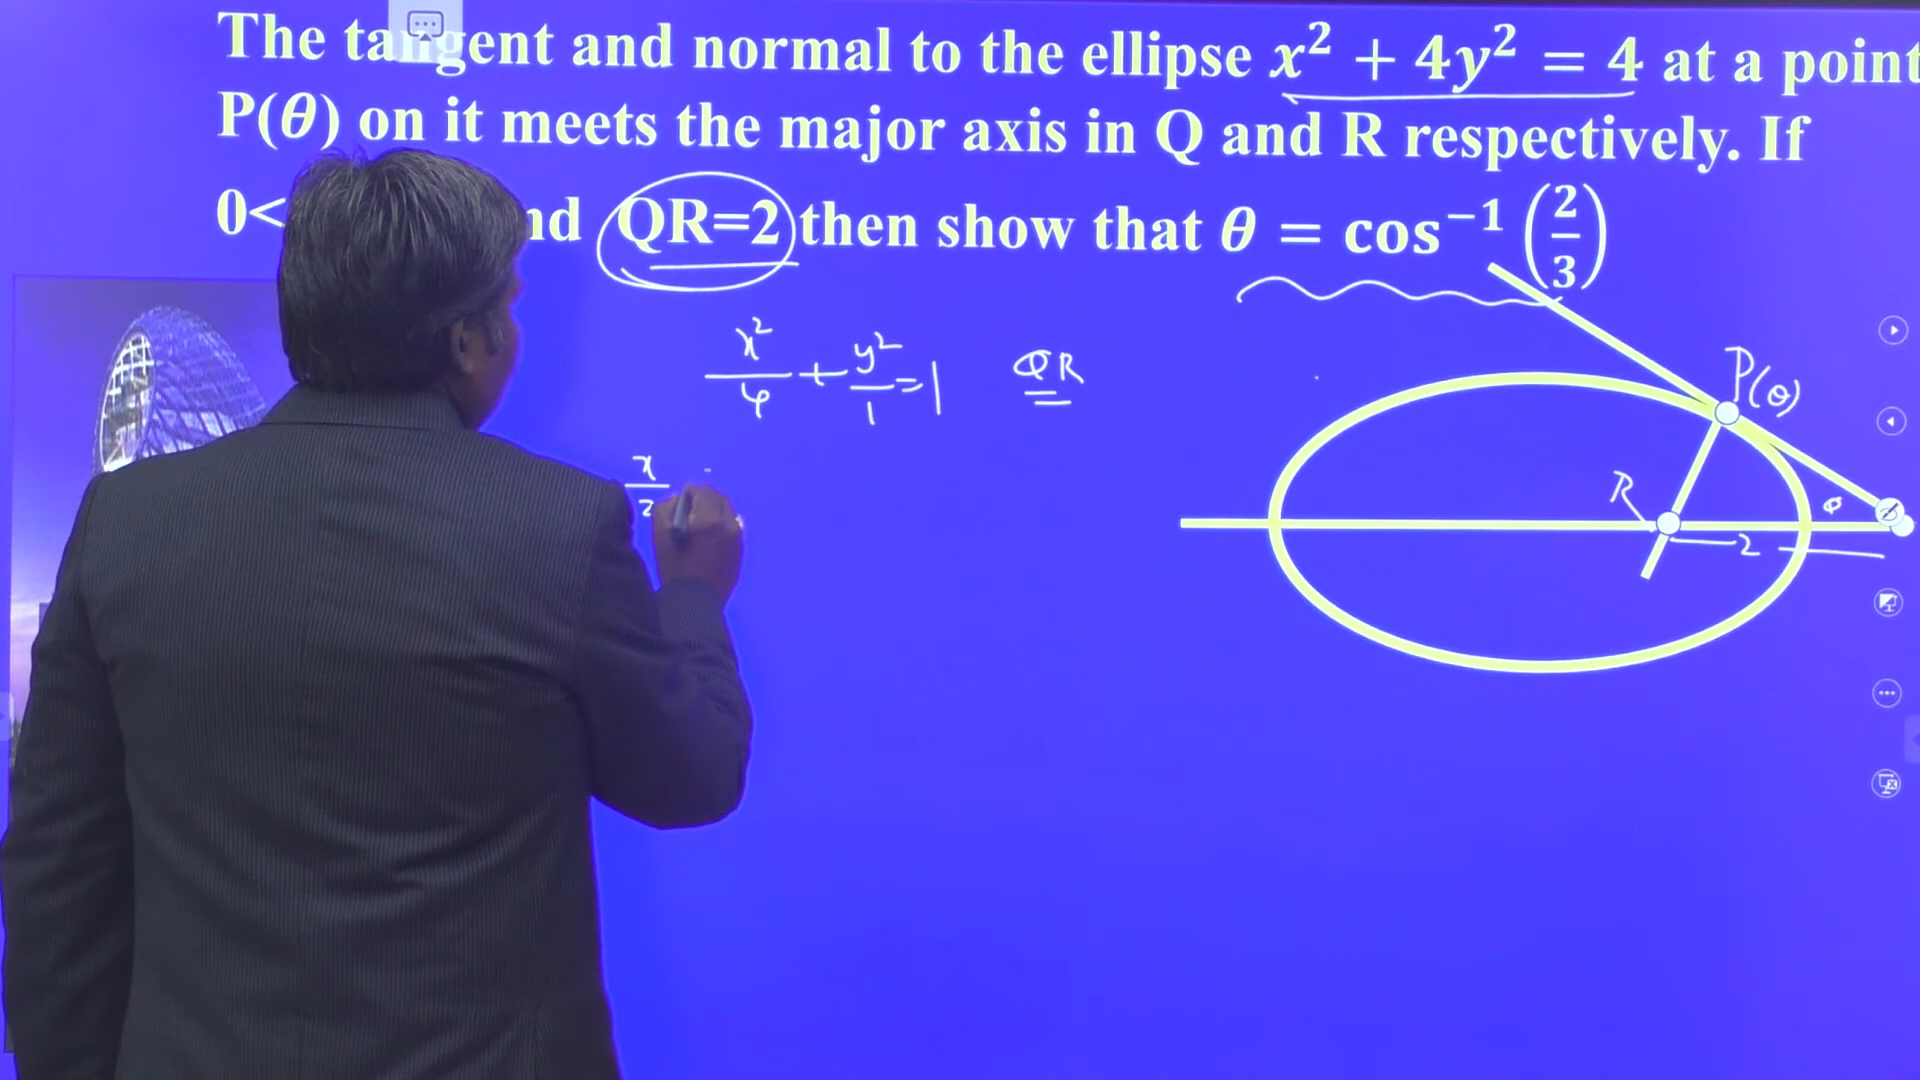 The tangent and normal to the ellipse x² + 4y² = 4 at a point
P(θ) on it meets the major axis in Q and R respectively. If
0< nd QR=2 then show that θ = cos⁻¹ (2/3)
x²/4 + y²/1 = 1 QR
P(θ)
x/2
R
2